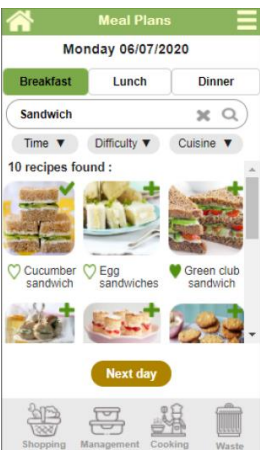 Meal Plans
Monday 06/07/2020
Breakfast Lunch Dinner
Sandwich
Time ▼ Difficulty ▼ Cuisine ▼
10 recipes found :
Cucumber sandwich
Egg sandwiches
Green club sandwich
Next day
Shopping Management Cooking Waste